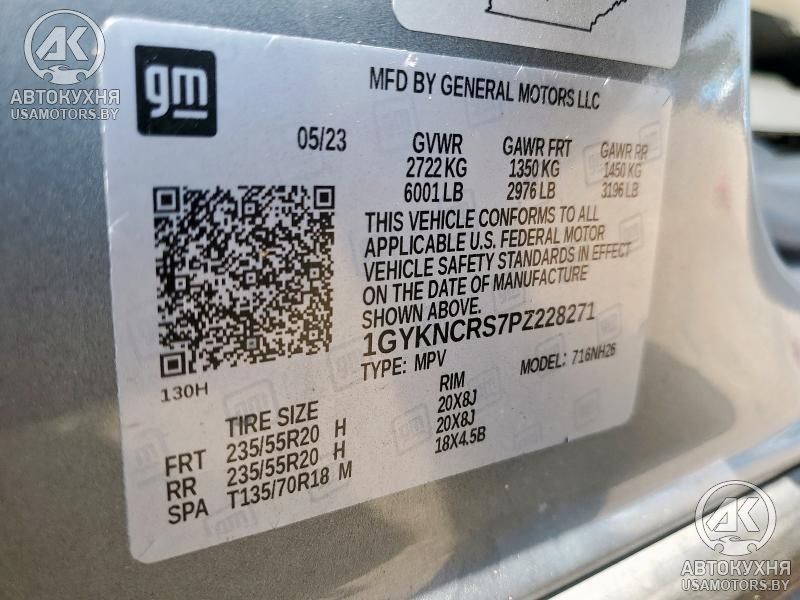 AK
АВТОКУХНЯ
USAMOTORS.BY
gm
MFD BY GENERAL MOTORS LLC
05/23
GVWR GAWR FRT GAWR RR
2722 KG 1350 KG 1450 KG
6001 LB 2976 LB 3196 LB
THIS VEHICLE CONFORMS TO ALL
APPLICABLE U.S. FEDERAL MOTOR
VEHICLE SAFETY STANDARDS IN EFFECT
ON THE DATE OF MANUFACTURE
SHOWN ABOVE.
1GYKNCRS7PZ228271
TYPE: MPV MODEL: 716NH26
130H
TIRE SIZE RIM
FRT 235/55R20 H 20X8J
RR 235/55R20 H 20X8J
SPA T135/70R18 M 18X4.5B
AK
АВТОКУХНЯ
USAMOTORS.BY